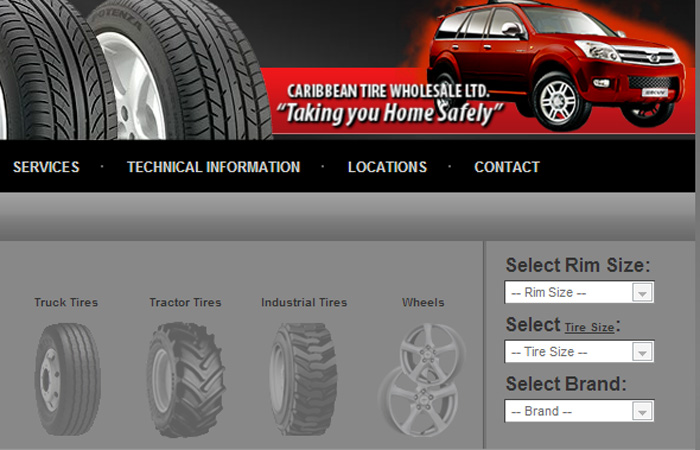 POTENZA
CARIBBEAN TIRE WHOLESALE LTD.
“Taking you Home Safely”
SERVICES · TECHNICAL INFORMATION · LOCATIONS · CONTACT
Truck Tires
Tractor Tires
Industrial Tires
Wheels
Select Rim Size:
-- Rim Size --
Select Tire Size:
-- Tire Size --
Select Brand:
-- Brand --